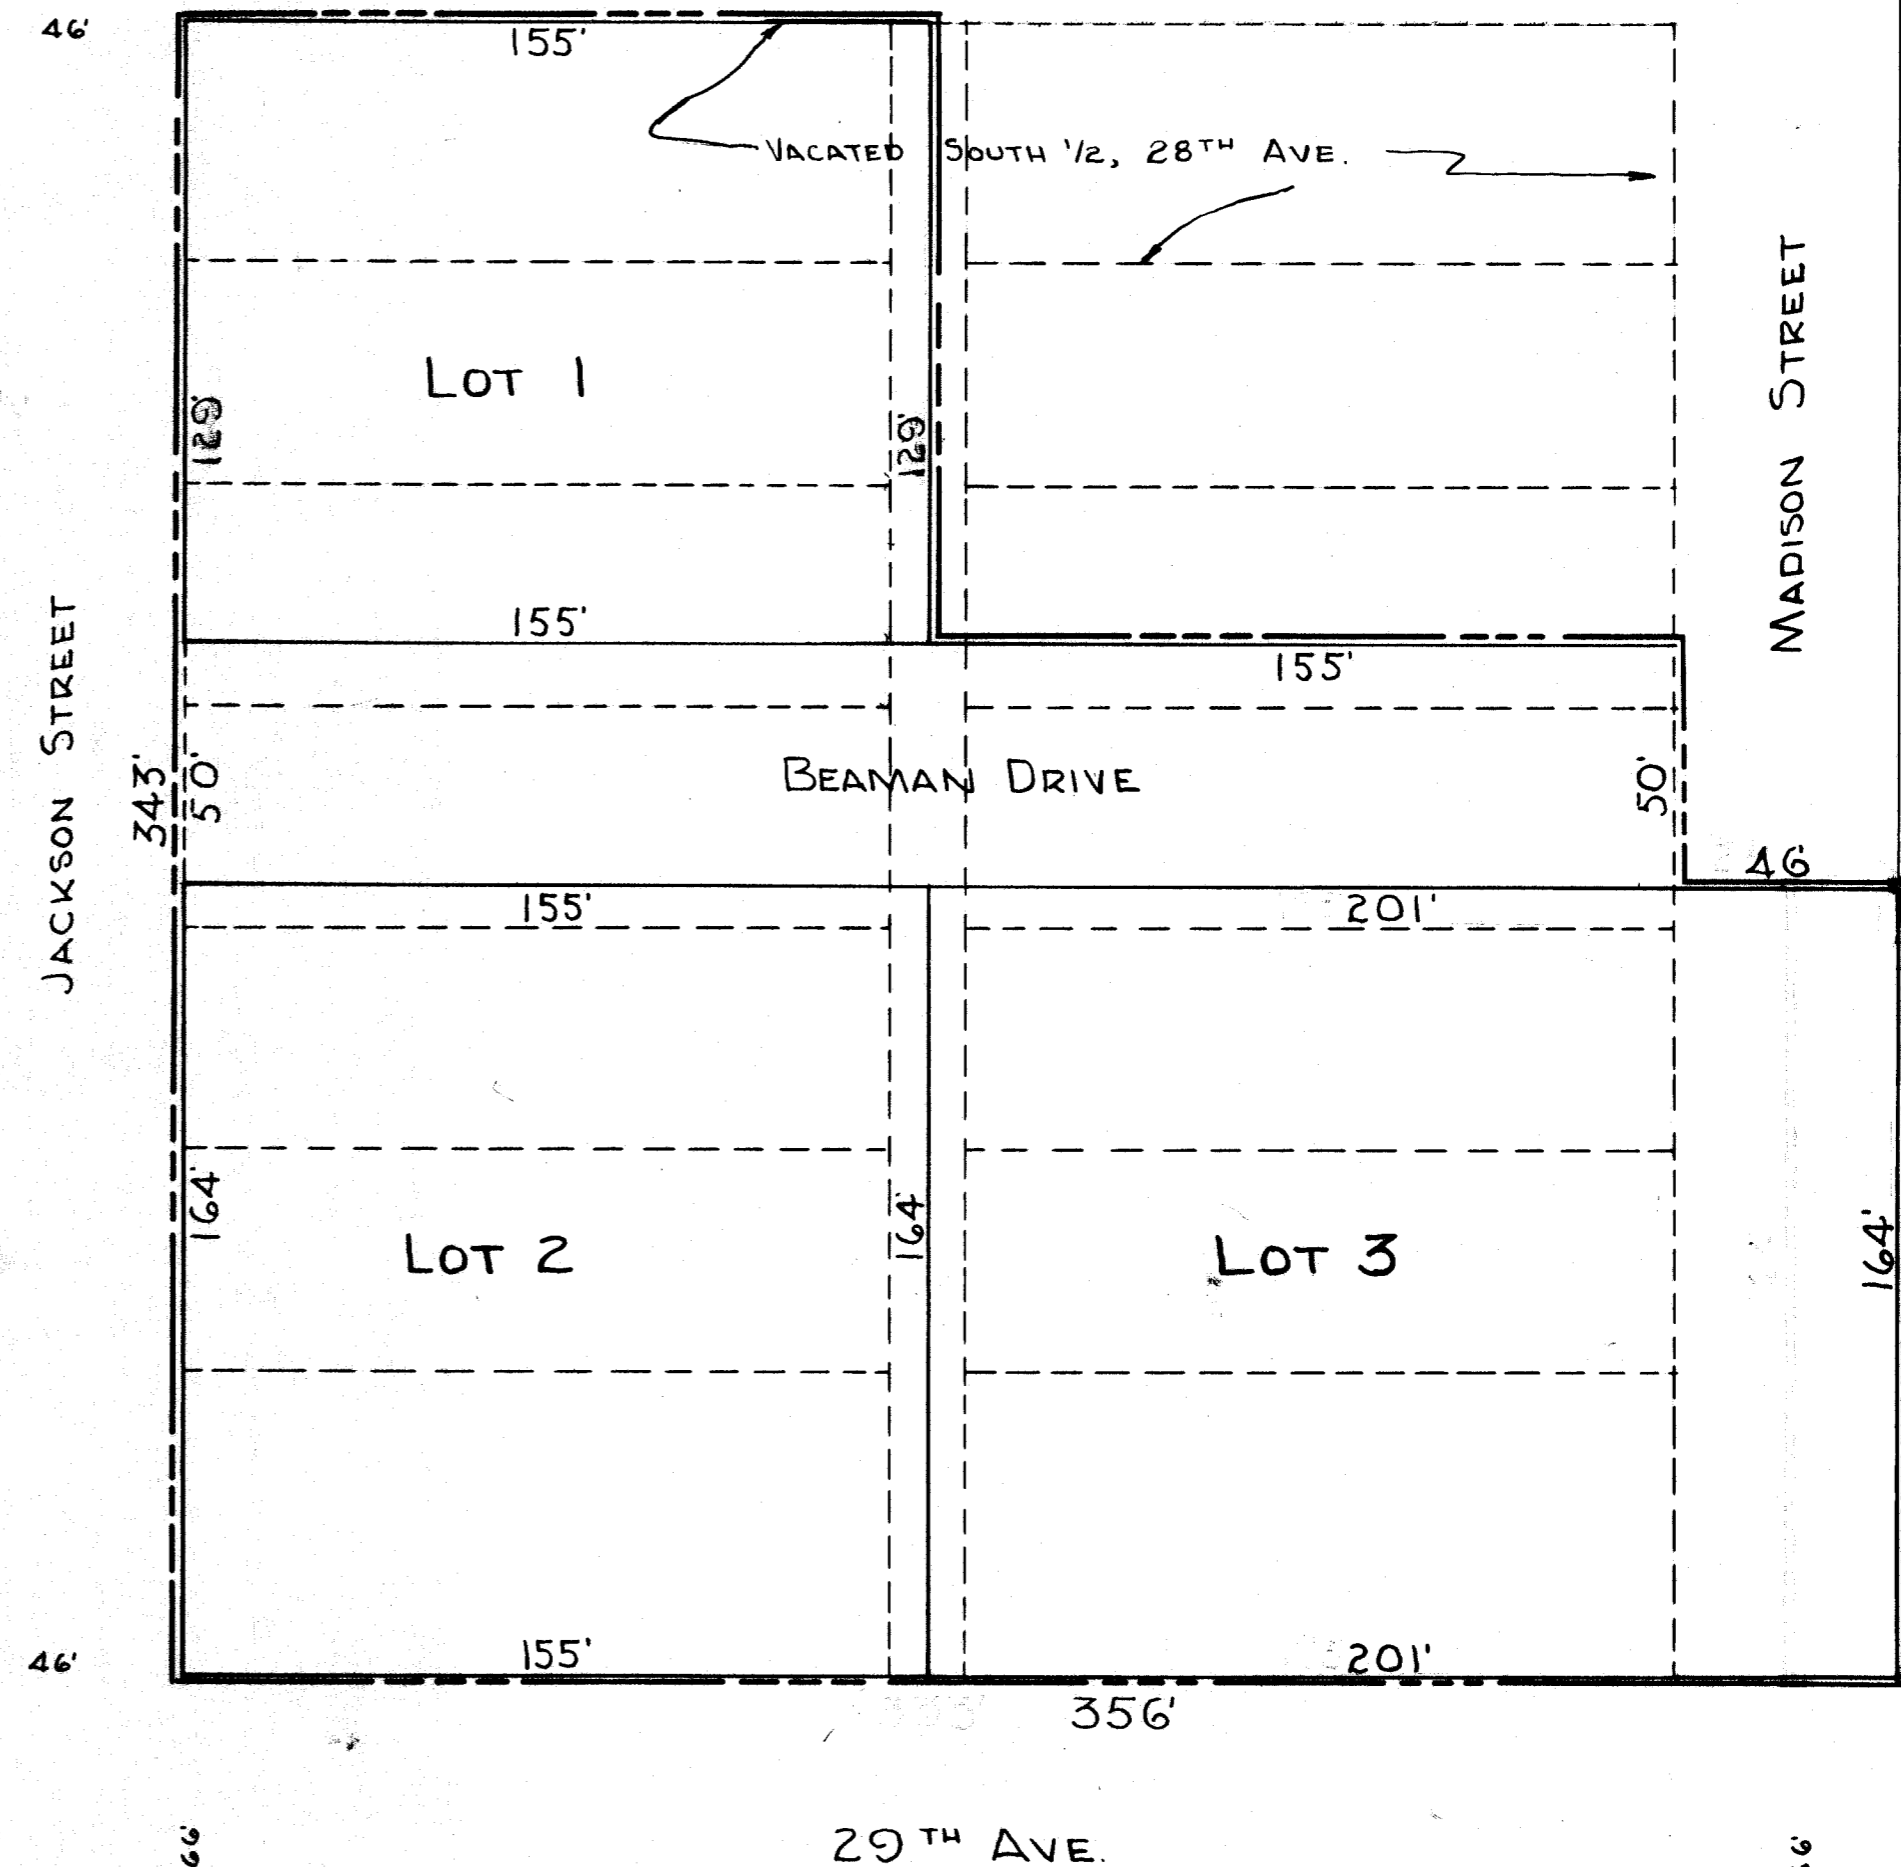 46'
155'
VACATED SOUTH 1/2, 28TH AVE.
LOT 1
129'
129'
MADISON STREET
155'
155'
JACKSON STREET
343'
50'
BEAMAN DRIVE
50'
46'
155'
201'
164'
LOT 2
164'
LOT 3
164'
46'
155'
201'
356'
29TH AVE.
66'